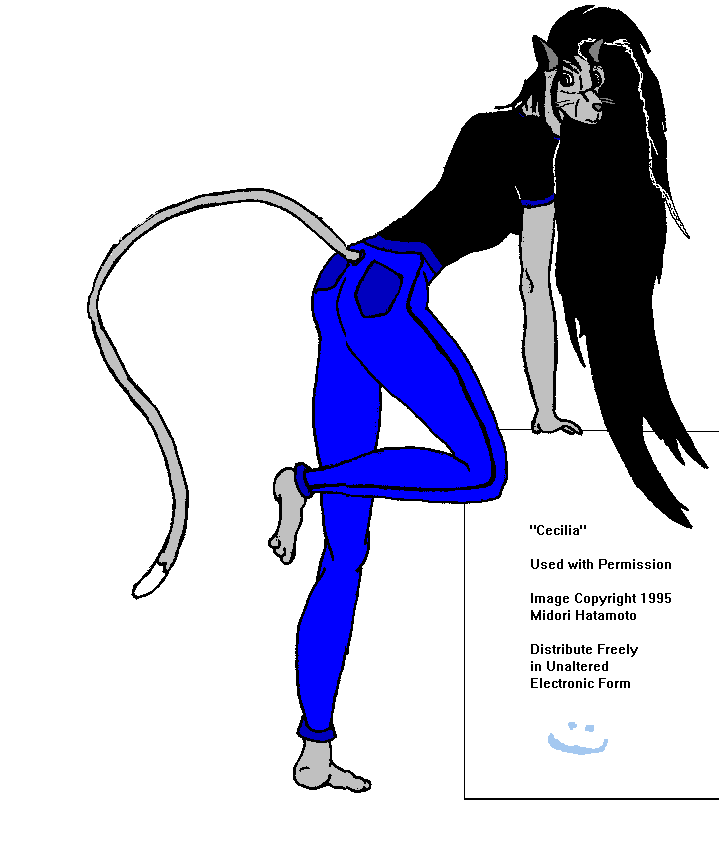 "Cecilia"
Used with Permission
Image Copyright 1995
Midori Hatamoto
Distribute Freely
in Unaltered
Electronic Form